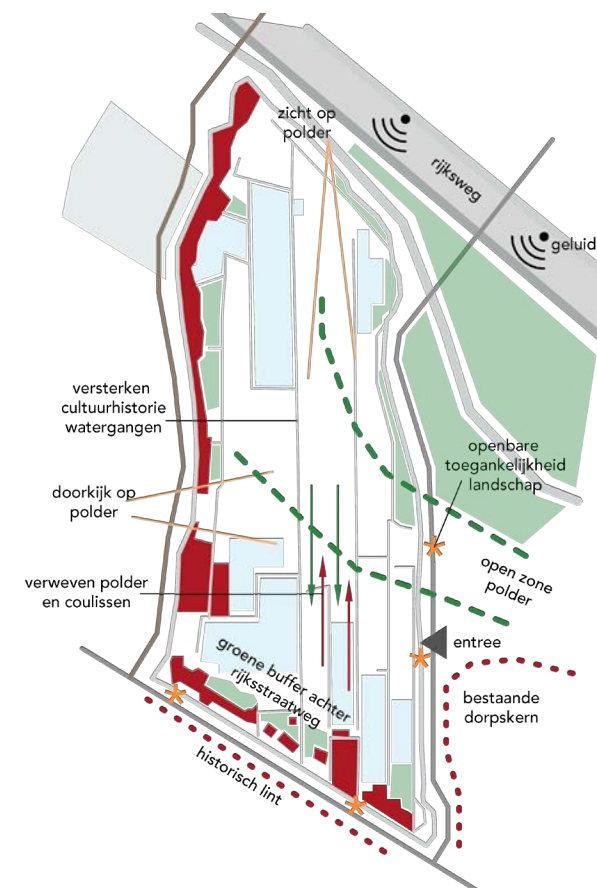 zicht op
polder
rijksweg
geluid
versterken
cultuurhistorie
watergangen
openbare
toegankelijkheid
landschap
doorkijk op
polder
open zone
polder
verweven polder
en coulissen
entree
groene buffer achter
rijksstraatweg
bestaande
dorpskern
historisch lint